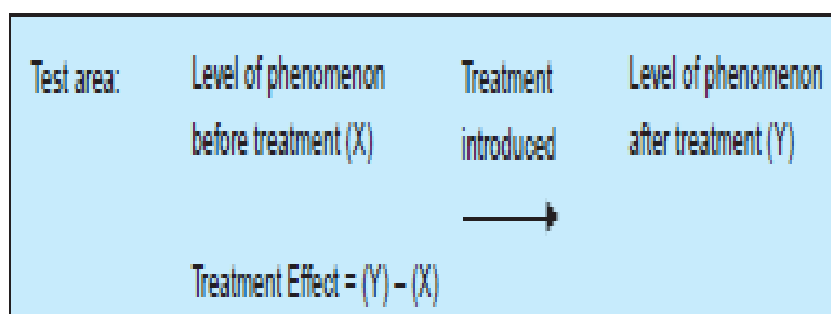 Test area: Level of phenomenon Treatment Level of phenomenon
before treatment (X) introduced after treatment (Y)
Treatment Effect = (Y) – (X)